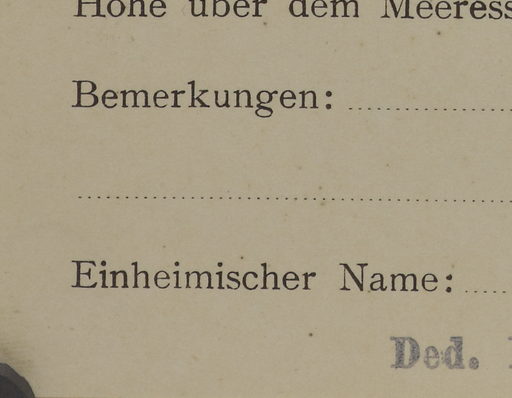 Höhe über dem Meeress
Bemerkungen:
Einheimischer Name:
Ded.